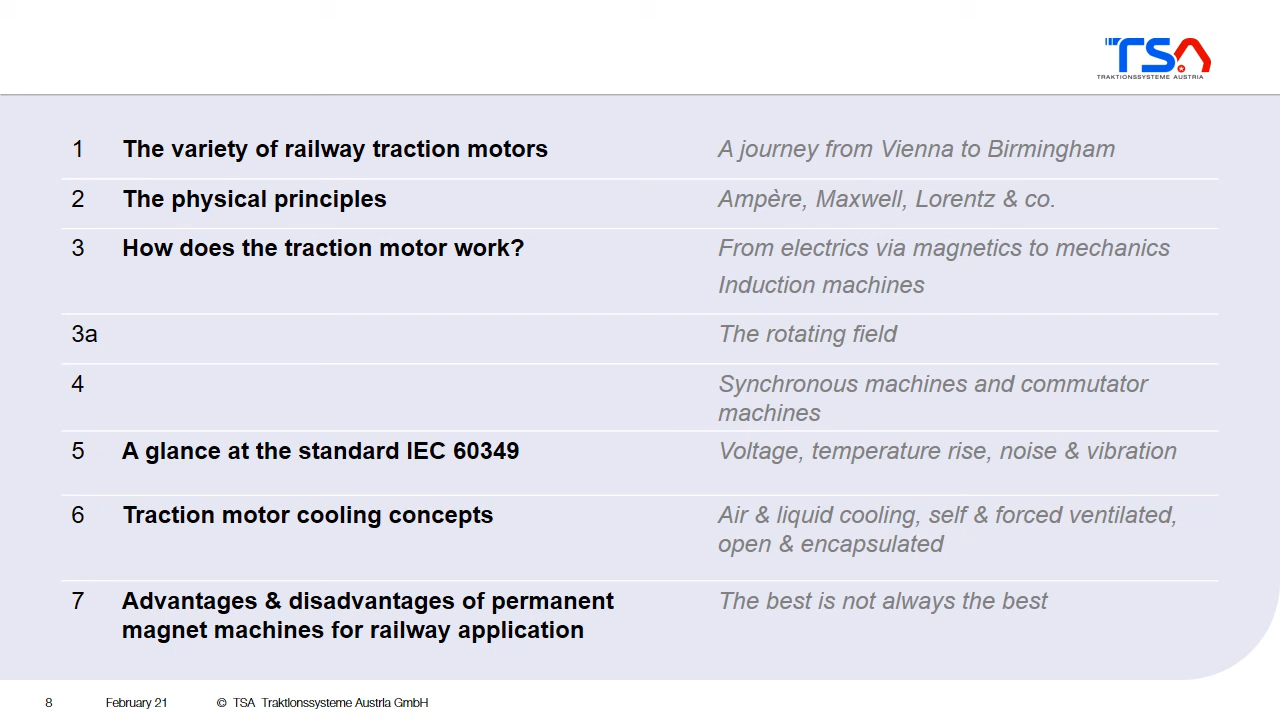 TSA
TRAKTIONSSYSTEME AUSTRIA
1 The variety of railway traction motors A journey from Vienna to Birmingham
2 The physical principles Ampère, Maxwell, Lorentz & co.
3 How does the traction motor work? From electrics via magnetics to mechanics
Induction machines
3a The rotating field
4 Synchronous machines and commutator
machines
5 A glance at the standard IEC 60349 Voltage, temperature rise, noise & vibration
6 Traction motor cooling concepts Air & liquid cooling, self & forced ventilated,
open & encapsulated
7 Advantages & disadvantages of permanent The best is not always the best
magnet machines for railway application
8 February 21 © TSA Traktionssysteme Austria GmbH